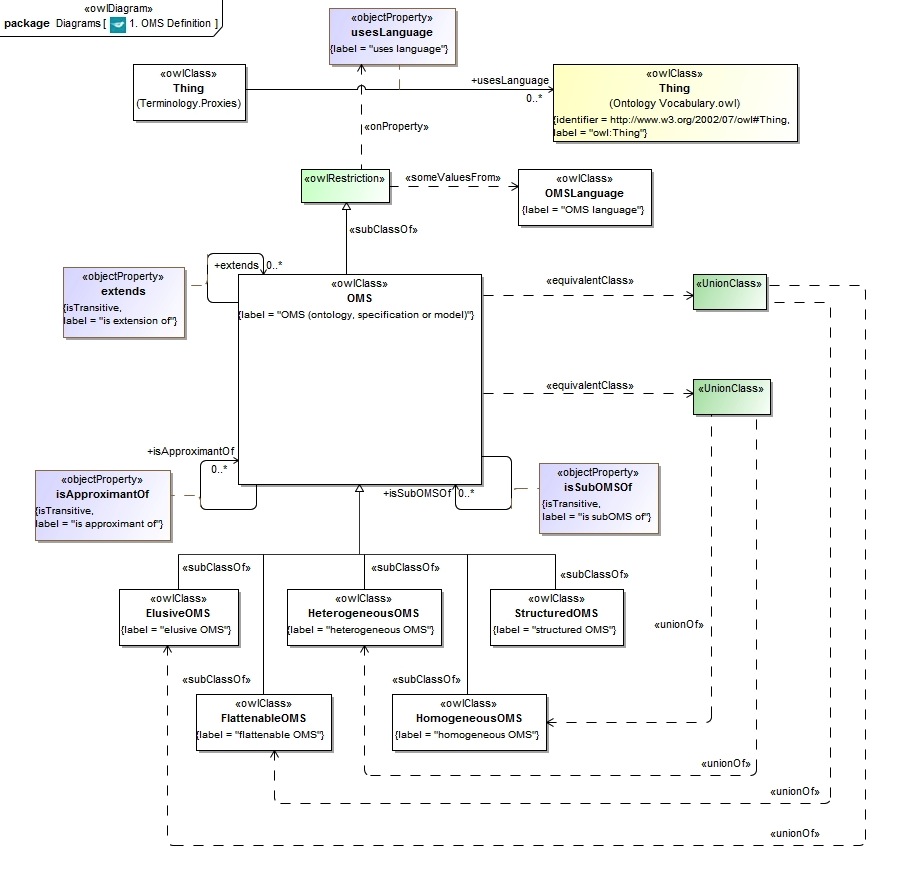 «owlDiagram»
package Diagrams [ 1. OMS Definition ]
«objectProperty»
usesLanguage
{label = "uses language"}
«owlClass»
Thing
(Terminology.Proxies)
+usesLanguage
0..*
«owlClass»
Thing
(Ontology Vocabulary.owl)
{identifier = http://www.w3.org/2002/07/owl#Thing,
label = "owl:Thing"}
«onProperty»
«owlRestriction»
«someValuesFrom»
«owlClass»
OMSLanguage
{label = "OMS language"}
«subClassOf»
+extends
0..*
«objectProperty»
extends
{isTransitive,
label = "is extension of"}
«owlClass»
OMS
{label = "OMS (ontology, specification or model)"}
«equivalentClass»
«UnionClass»
«equivalentClass»
«UnionClass»
+isApproximantOf
0..*
«objectProperty»
isApproximantOf
{isTransitive,
label = "is approximant of"}
+isSubOMSOf
0..*
«objectProperty»
isSubOMSOf
{isTransitive,
label = "is subOMS of"}
«subClassOf»
«subClassOf»
«subClassOf»
«owlClass»
ElusiveOMS
{label = "elusive OMS"}
«owlClass»
HeterogeneousOMS
{label = "heterogeneous OMS"}
«owlClass»
StructuredOMS
{label = "structured OMS"}
«unionOf»
«subClassOf»
«subClassOf»
«owlClass»
FlattenableOMS
{label = "flattenable OMS"}
«owlClass»
HomogeneousOMS
{label = "homogeneous OMS"}
«unionOf»
«unionOf»
«unionOf»